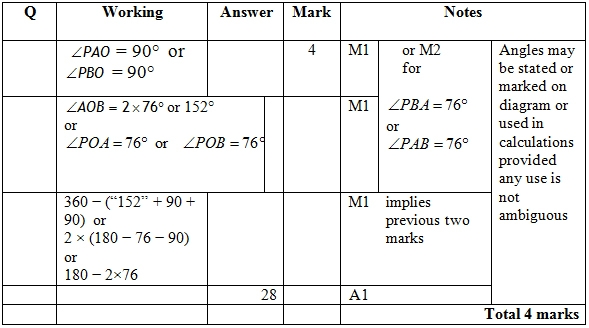 Q Working Answer Mark Notes
∠PAO = 90° or
∠PBO = 90°
4
M1
or M2
for
∠PBA = 76°
or
∠PAB = 76°
Angles may
be stated or
marked on
diagram or
used in
calculations
provided
any use is
not
ambiguous
∠AOB = 2×76° or 152°
or
∠POA = 76° or ∠POB = 76°
M1
360 – (“152” + 90 +
90) or
2 × (180 – 76 – 90)
or
180 – 2×76
M1
implies
previous two
marks
28
A1
Total 4 marks